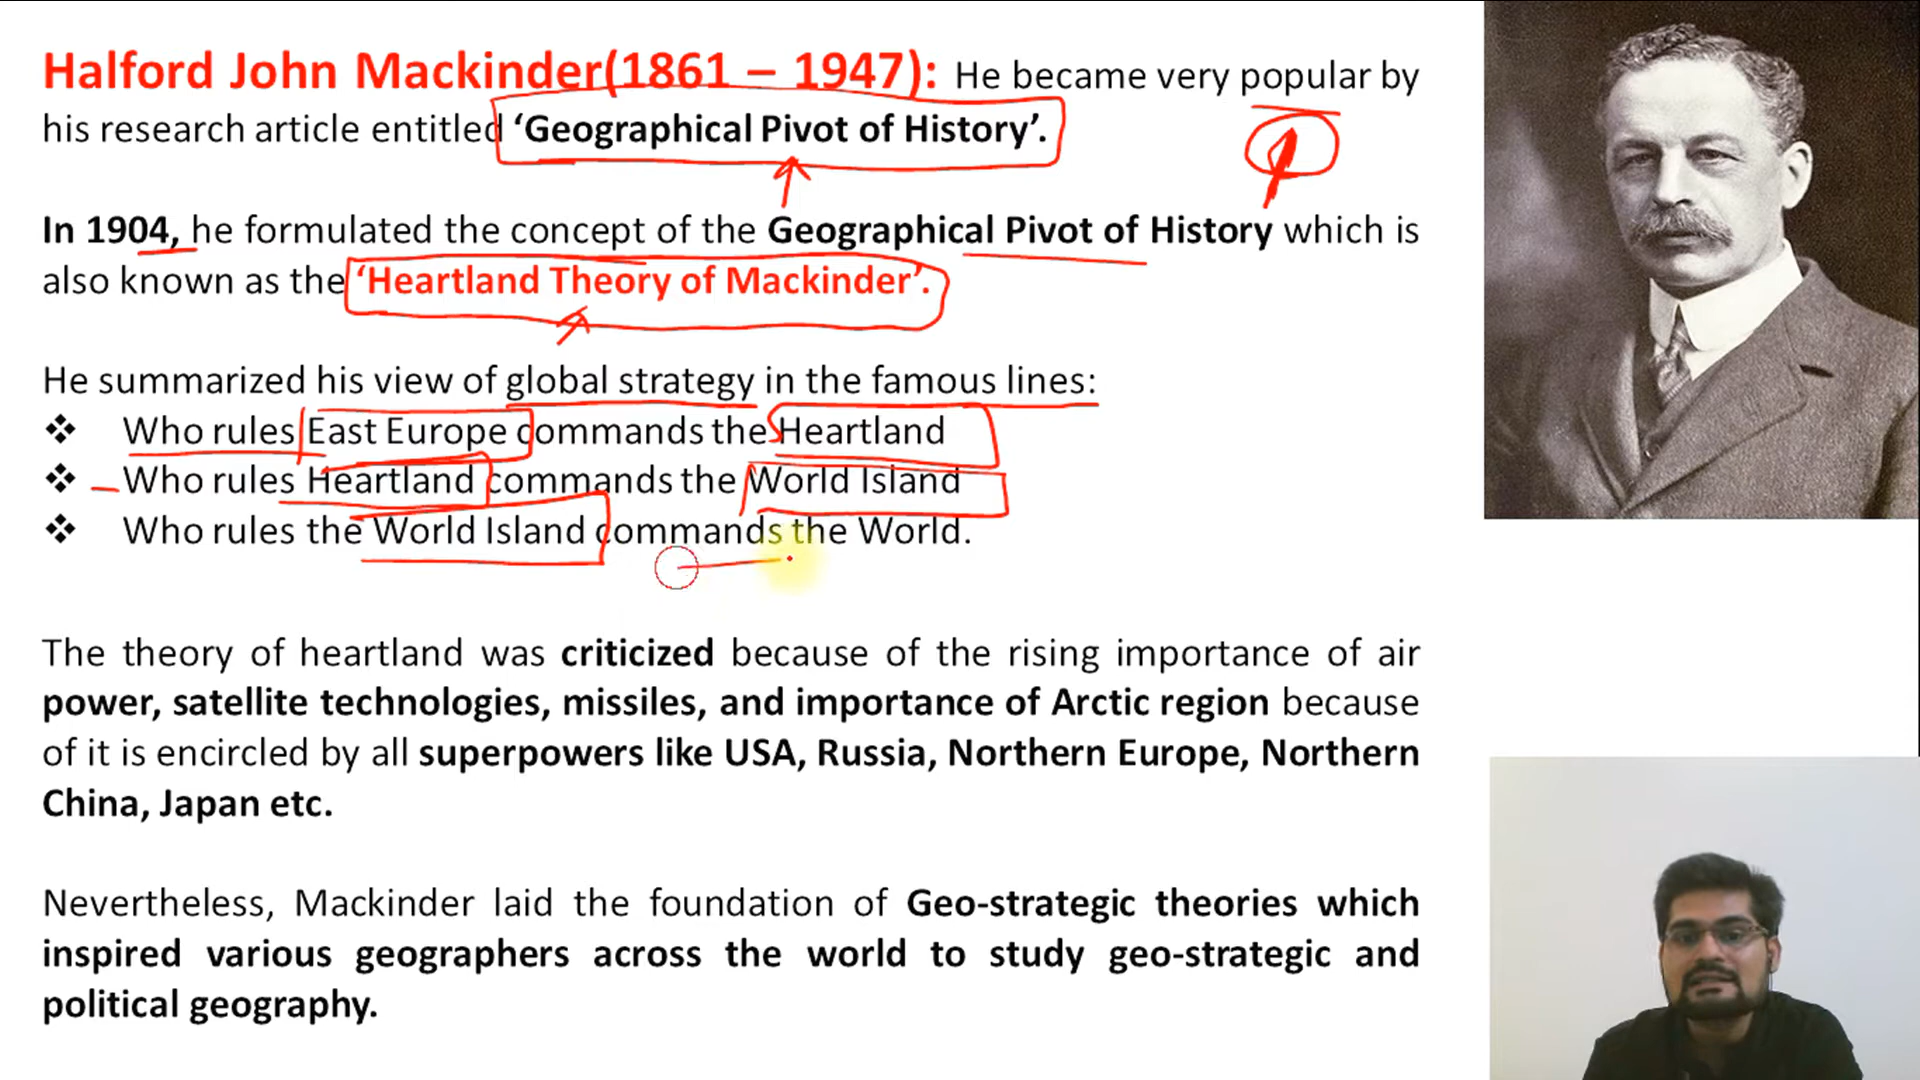 Halford John Mackinder(1861 – 1947): He became very popular by
his research article entitled ‘Geographical Pivot of History’.
In 1904, he formulated the concept of the Geographical Pivot of History which is
also known as the ‘Heartland Theory of Mackinder’.
He summarized his view of global strategy in the famous lines:
❖ Who rules East Europe commands the Heartland
❖ Who rules Heartland commands the World Island
❖ Who rules the World Island commands the World.
The theory of heartland was criticized because of the rising importance of air
power, satellite technologies, missiles, and importance of Arctic region because
of it is encircled by all superpowers like USA, Russia, Northern Europe, Northern
China, Japan etc.
Nevertheless, Mackinder laid the foundation of Geo-strategic theories which
inspired various geographers across the world to study geo-strategic and
political geography.